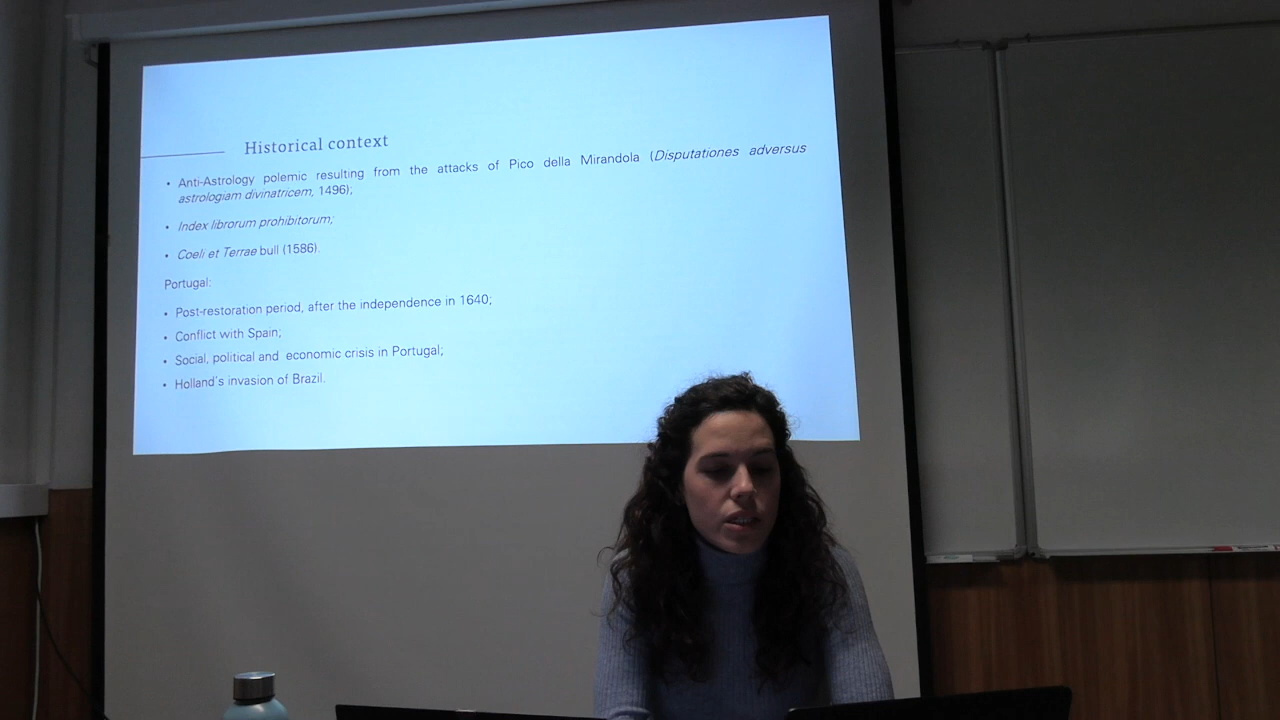 Historical context
• Anti-Astrology polemic resulting from the attacks of Pico della Mirandola (Disputationes adversus
astrologiam divinatricem, 1496);
• Index librorum prohibitorum;
• Coeli et Terrae bull (1586).
Portugal:
• Post-restoration period, after the independence in 1640;
• Conflict with Spain;
• Social, political and economic crisis in Portugal;
• Holland's invasion of Brazil.